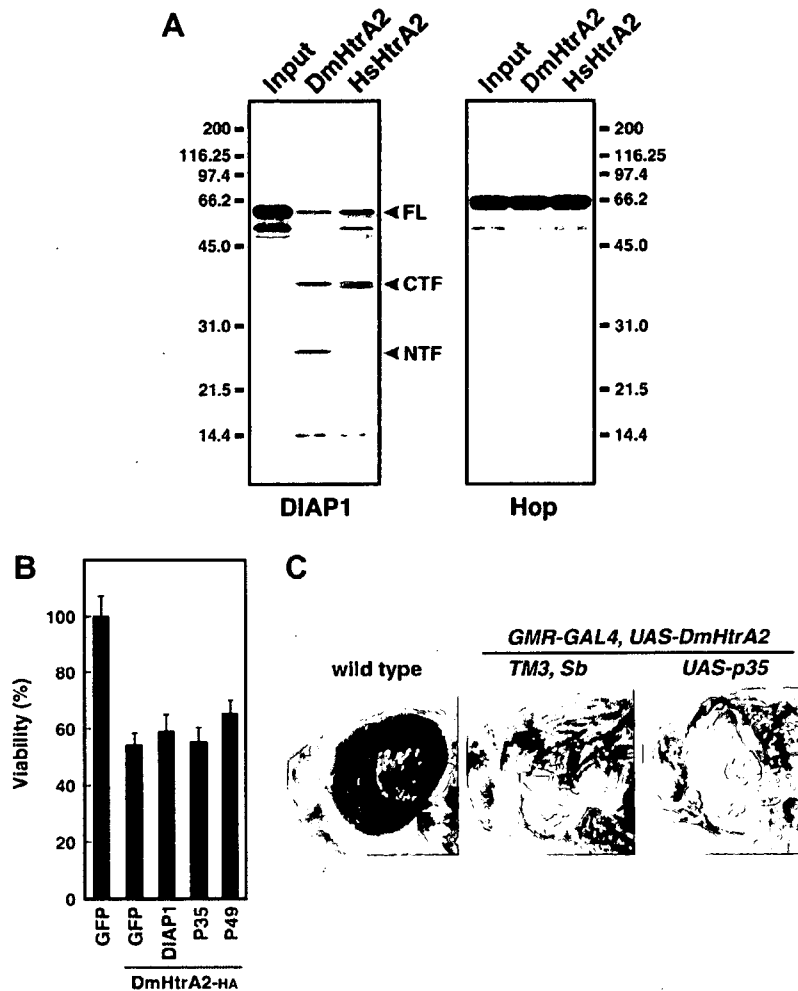 A
Input
DmHtrA2
HsHtrA2
Input
DmHtrA2
HsHtrA2
200
116.25
97.4
66.2
45.0
31.0
21.5
14.4
FL
CTF
NTF
200
116.25
97.4
66.2
45.0
31.0
21.5
14.4
DIAP1
Hop
B
Viability (%)
100
80
60
40
20
0
GFP
GFP
DIAP1
P35
P49
DmHtrA2-HA
C
GMR-GAL4, UAS-DmHtrA2
wild type
TM3, Sb
UAS-p35